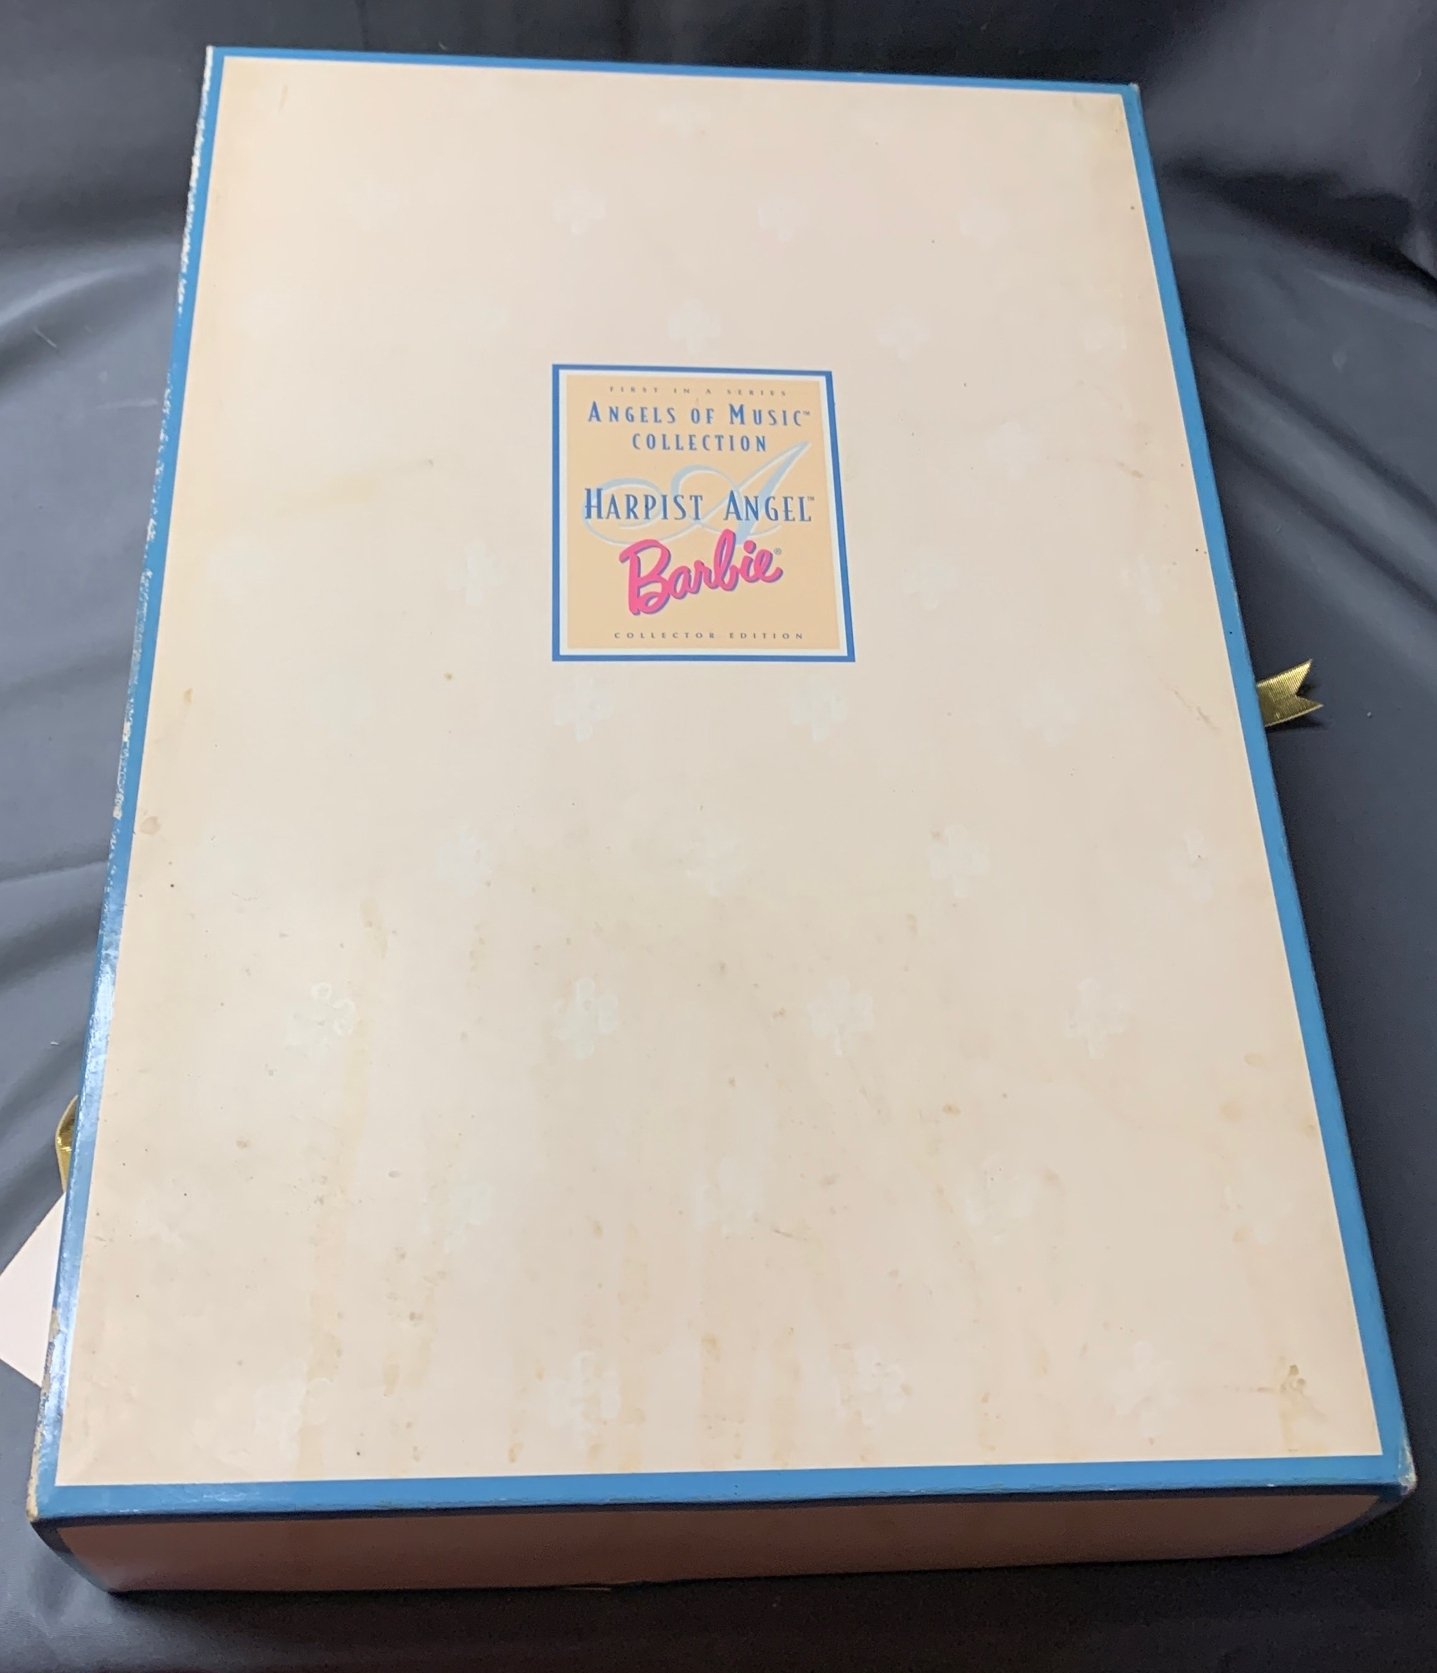 FIRST IN A SERIES
ANGELS OF MUSIC™
COLLECTION
HARPIST ANGEL™
Barbie®
COLLECTOR EDITION